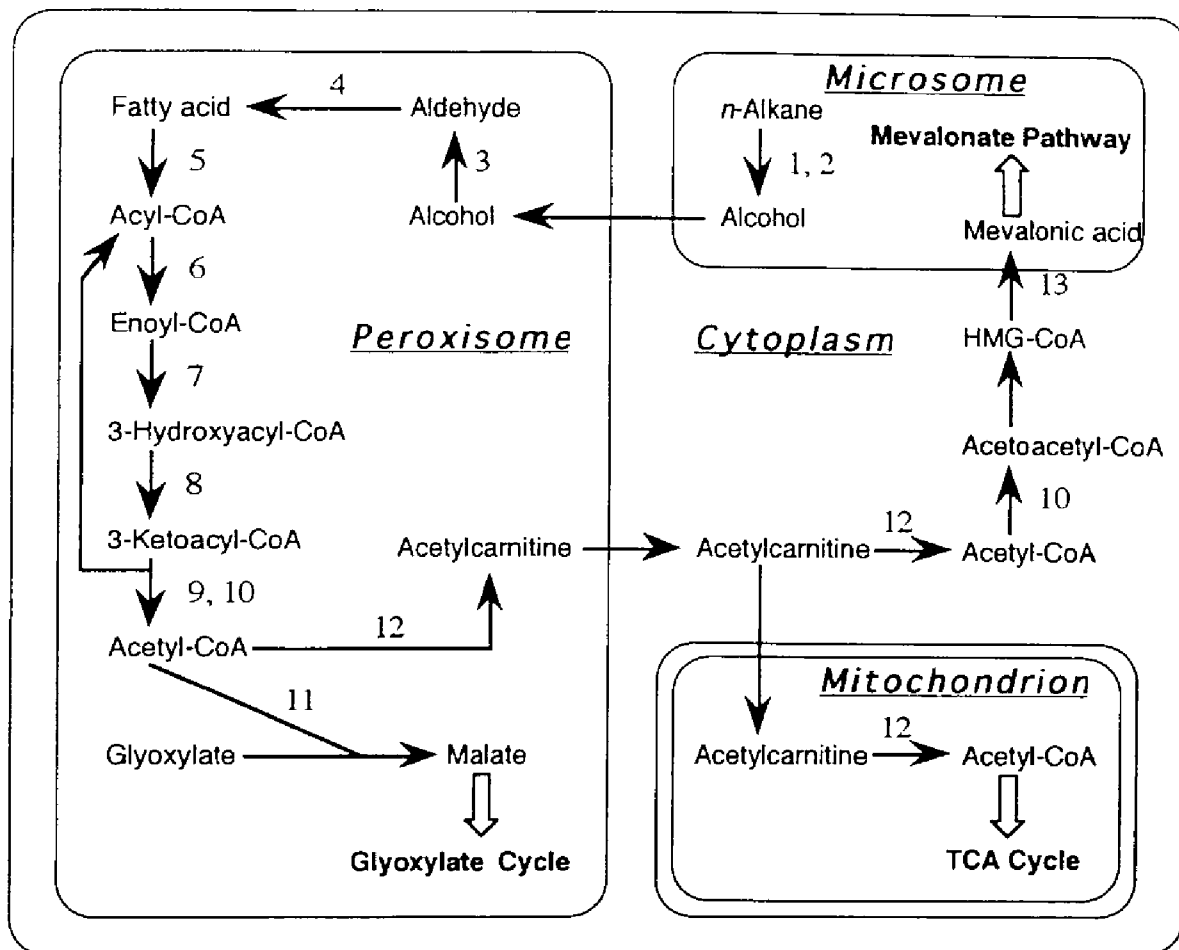 Microsome
n-Alkane
Mevalonate Pathway
1, 2
Alcohol
Mevalonic acid
13
Fatty acid
4
Aldehyde
5
3
Acyl-CoA
Alcohol
6
Enoyl-CoA
Peroxisome
Cytoplasm
HMG-CoA
7
3-Hydroxyacyl-CoA
Acetoacetyl-CoA
8
10
3-Ketoacyl-CoA
Acetylcarnitine
Acetylcarnitine
12
Acetyl-CoA
9, 10
Acetyl-CoA
12
Mitochondrion
11
12
Glyoxylate
Malate
Acetylcarnitine
Acetyl-CoA
Glyoxylate Cycle
TCA Cycle